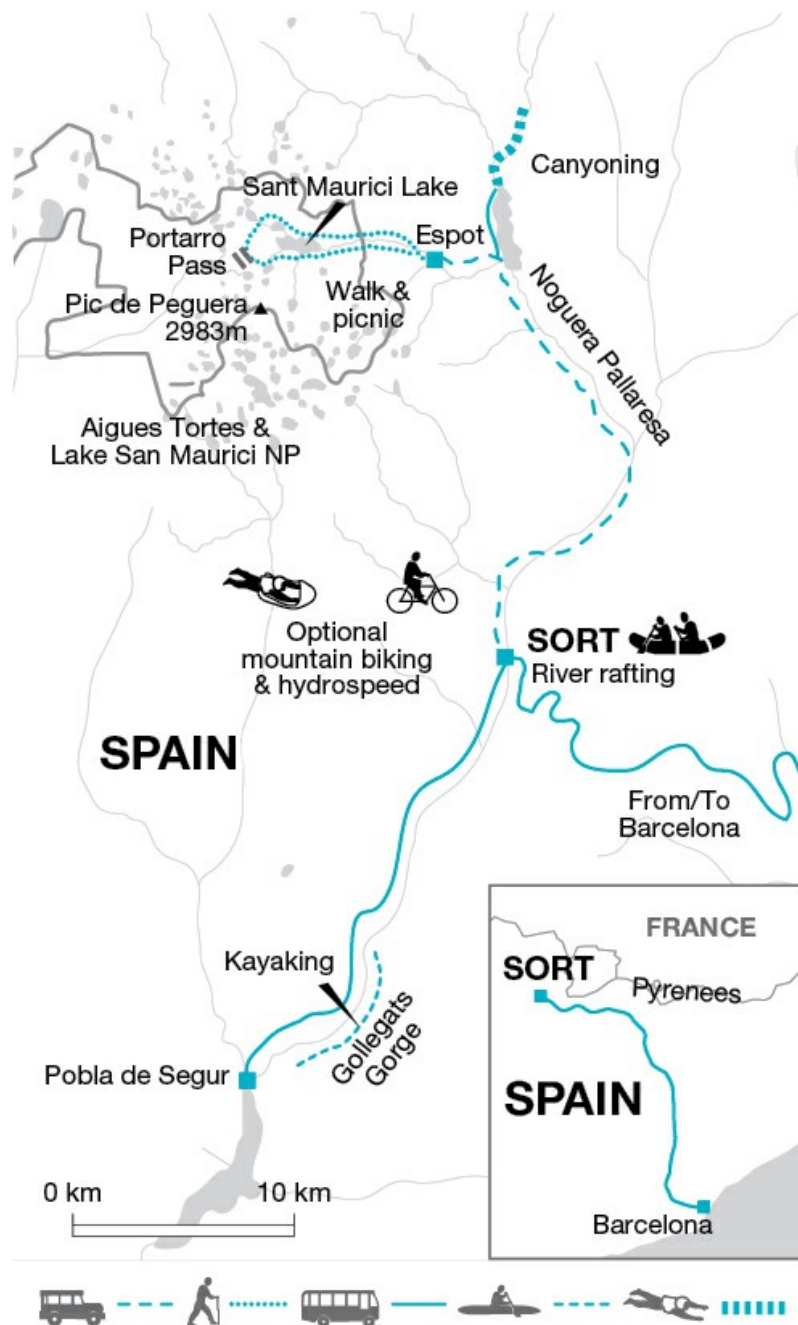 Canyoning
Sant Maurici Lake
Portarro
Pass
Espot
Walk &
picnic
Pic de Peguera
2983m
Noguera Pallaresa
Aigues Tortes &
Lake San Maurici NP
Optional
mountain biking
& hydrospeed
SORT
River rafting
SPAIN
From/To
Barcelona
Kayaking
Gollegats
Gorge
Pobla de Segur
0 km 10 km
FRANCE
SORT
Pyrenees
SPAIN
Barcelona